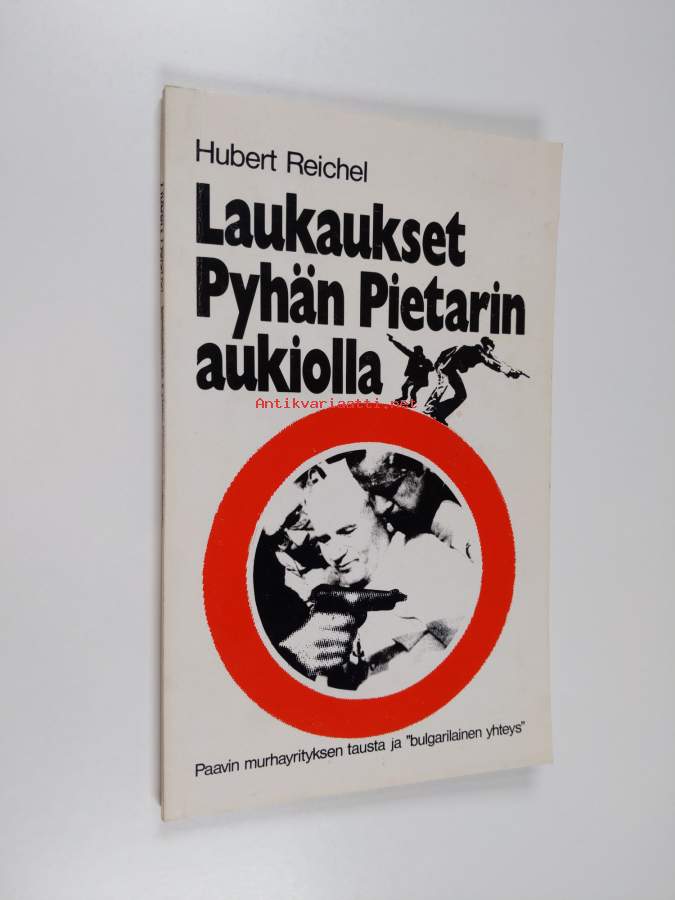 Hubert Reichel
Laukaukset
Pyhän Pietarin
aukiolla
Antikvariaatti.net
Paavin murhayrityksen tausta ja "bulgarilainen yhteys"